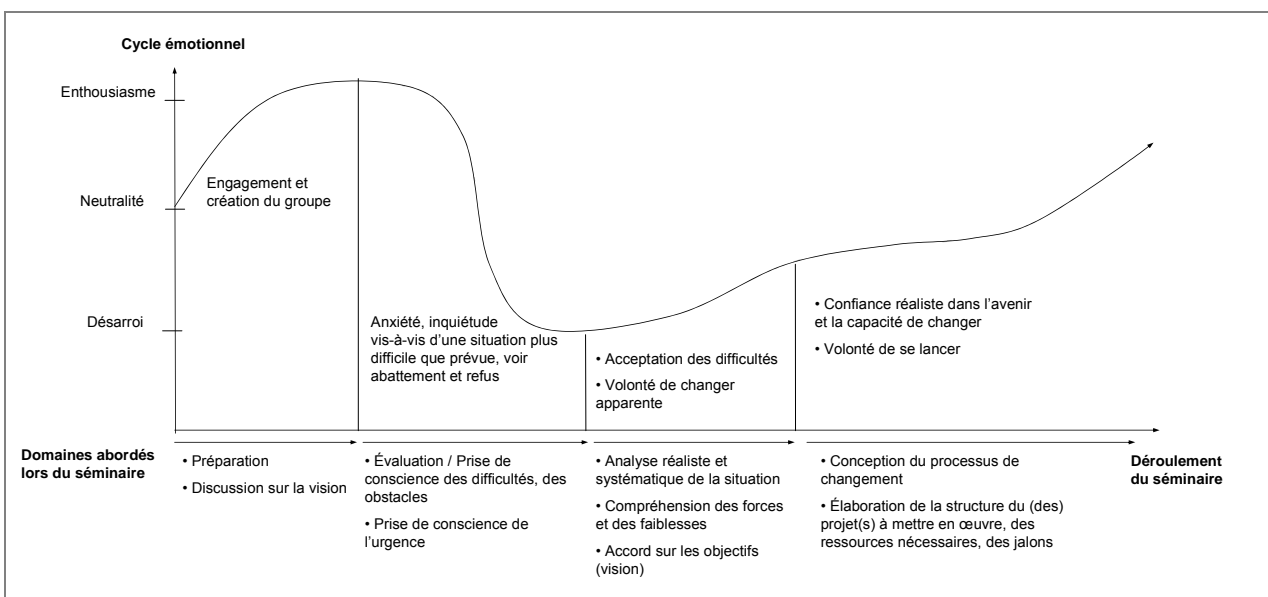 Cycle émotionnel
Enthousiasme
Neutralité
Désarroi
Engagement et
création du groupe
Anxiété, inquiétude
vis-à-vis d'une situation plus
difficile que prévue, voir
abattement et refus
• Acceptation des difficultés
• Volonté de changer
apparente
• Confiance réaliste dans l'avenir
et la capacité de changer
• Volonté de se lancer
Domaines abordés
lors du séminaire
• Préparation
• Discussion sur la vision
• Évaluation / Prise de
conscience des difficultés, des
obstacles
• Prise de conscience de
l'urgence
• Analyse réaliste et
systématique de la situation
• Compréhension des forces
et des faiblesses
• Accord sur les objectifs
(vision)
• Conception du processus de
changement
• Élaboration de la structure du (des)
projet(s) à mettre en œuvre, des
ressources nécessaires, des jalons
Déroulement
du séminaire